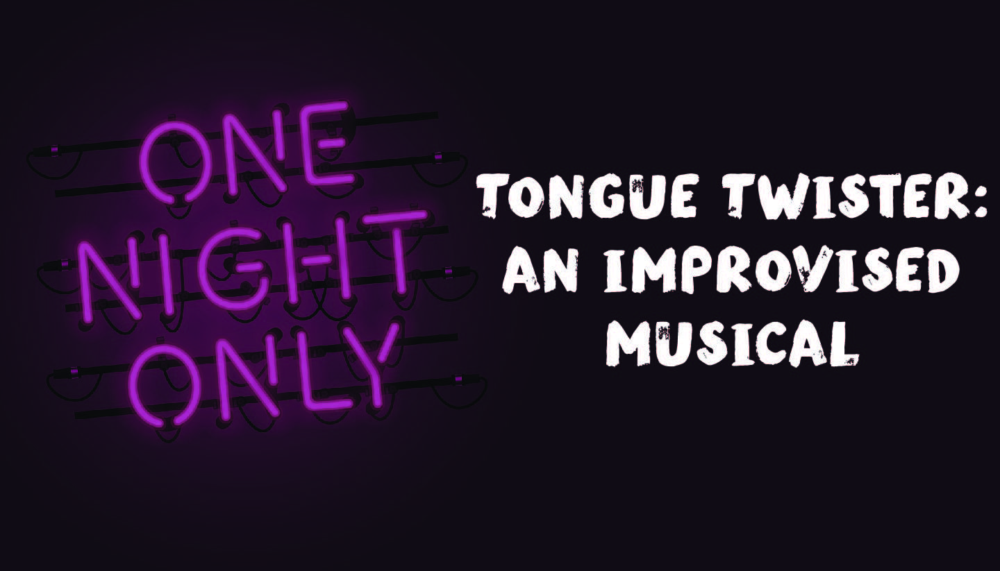 ONE
NIGHT
ONLY
TONGUE TWISTER:
AN IMPROVISED
MUSICAL